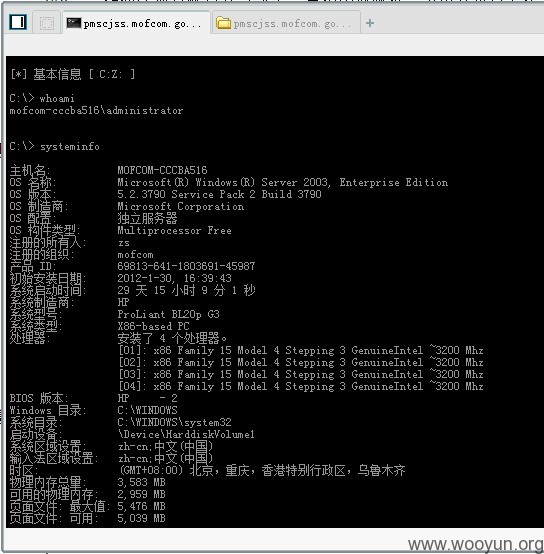 pmscjss.mofcom.go...
pmscjss.mofcom.go...
[*] 基本信息 [ C:Z: ]
C:\> whoami
mofcom-cccba516\administrator
C:\> systeminfo
主机名: MOFCOM-CCCBA516
OS 名称: Microsoft(R) Windows(R) Server 2003, Enterprise Edition
OS 版本: 5.2.3790 Service Pack 2 Build 3790
OS 制造商: Microsoft Corporation
OS 配置: 独立服务器
OS 构件类型: Multiprocessor Free
注册的所有人: zs
注册的组织: mofcom
产品 ID: 69813-641-1803691-45987
初始安装日期: 2012-1-30, 16:39:43
系统启动时间: 29 天 15 小时 9 分 1 秒
系统制造商: HP
系统型号: ProLiant BL20p G3
系统类型: X86-based PC
处理器: 安装了 4 个处理器。
[01]: x86 Family 15 Model 4 Stepping 3 GenuineIntel ~3200 Mhz
[02]: x86 Family 15 Model 4 Stepping 3 GenuineIntel ~3200 Mhz
[03]: x86 Family 15 Model 4 Stepping 3 GenuineIntel ~3200 Mhz
[04]: x86 Family 15 Model 4 Stepping 3 GenuineIntel ~3200 Mhz
BIOS 版本: HP - 2
Windows 目录: C:\WINDOWS
系统目录: C:\WINDOWS\system32
启动设备: \Device\HarddiskVolume1
系统区域设置: zh-cn;中文(中国)
输入法区域设置: zh-cn;中文(中国)
时区: (GMT+08:00) 北京，重庆，香港特别行政区，乌鲁木齐
物理内存总量: 3,583 MB
可用的物理内存: 2,959 MB
页面文件: 最大值: 5,476 MB
页面文件: 可用: 5,039 MB
www.wooyun.org